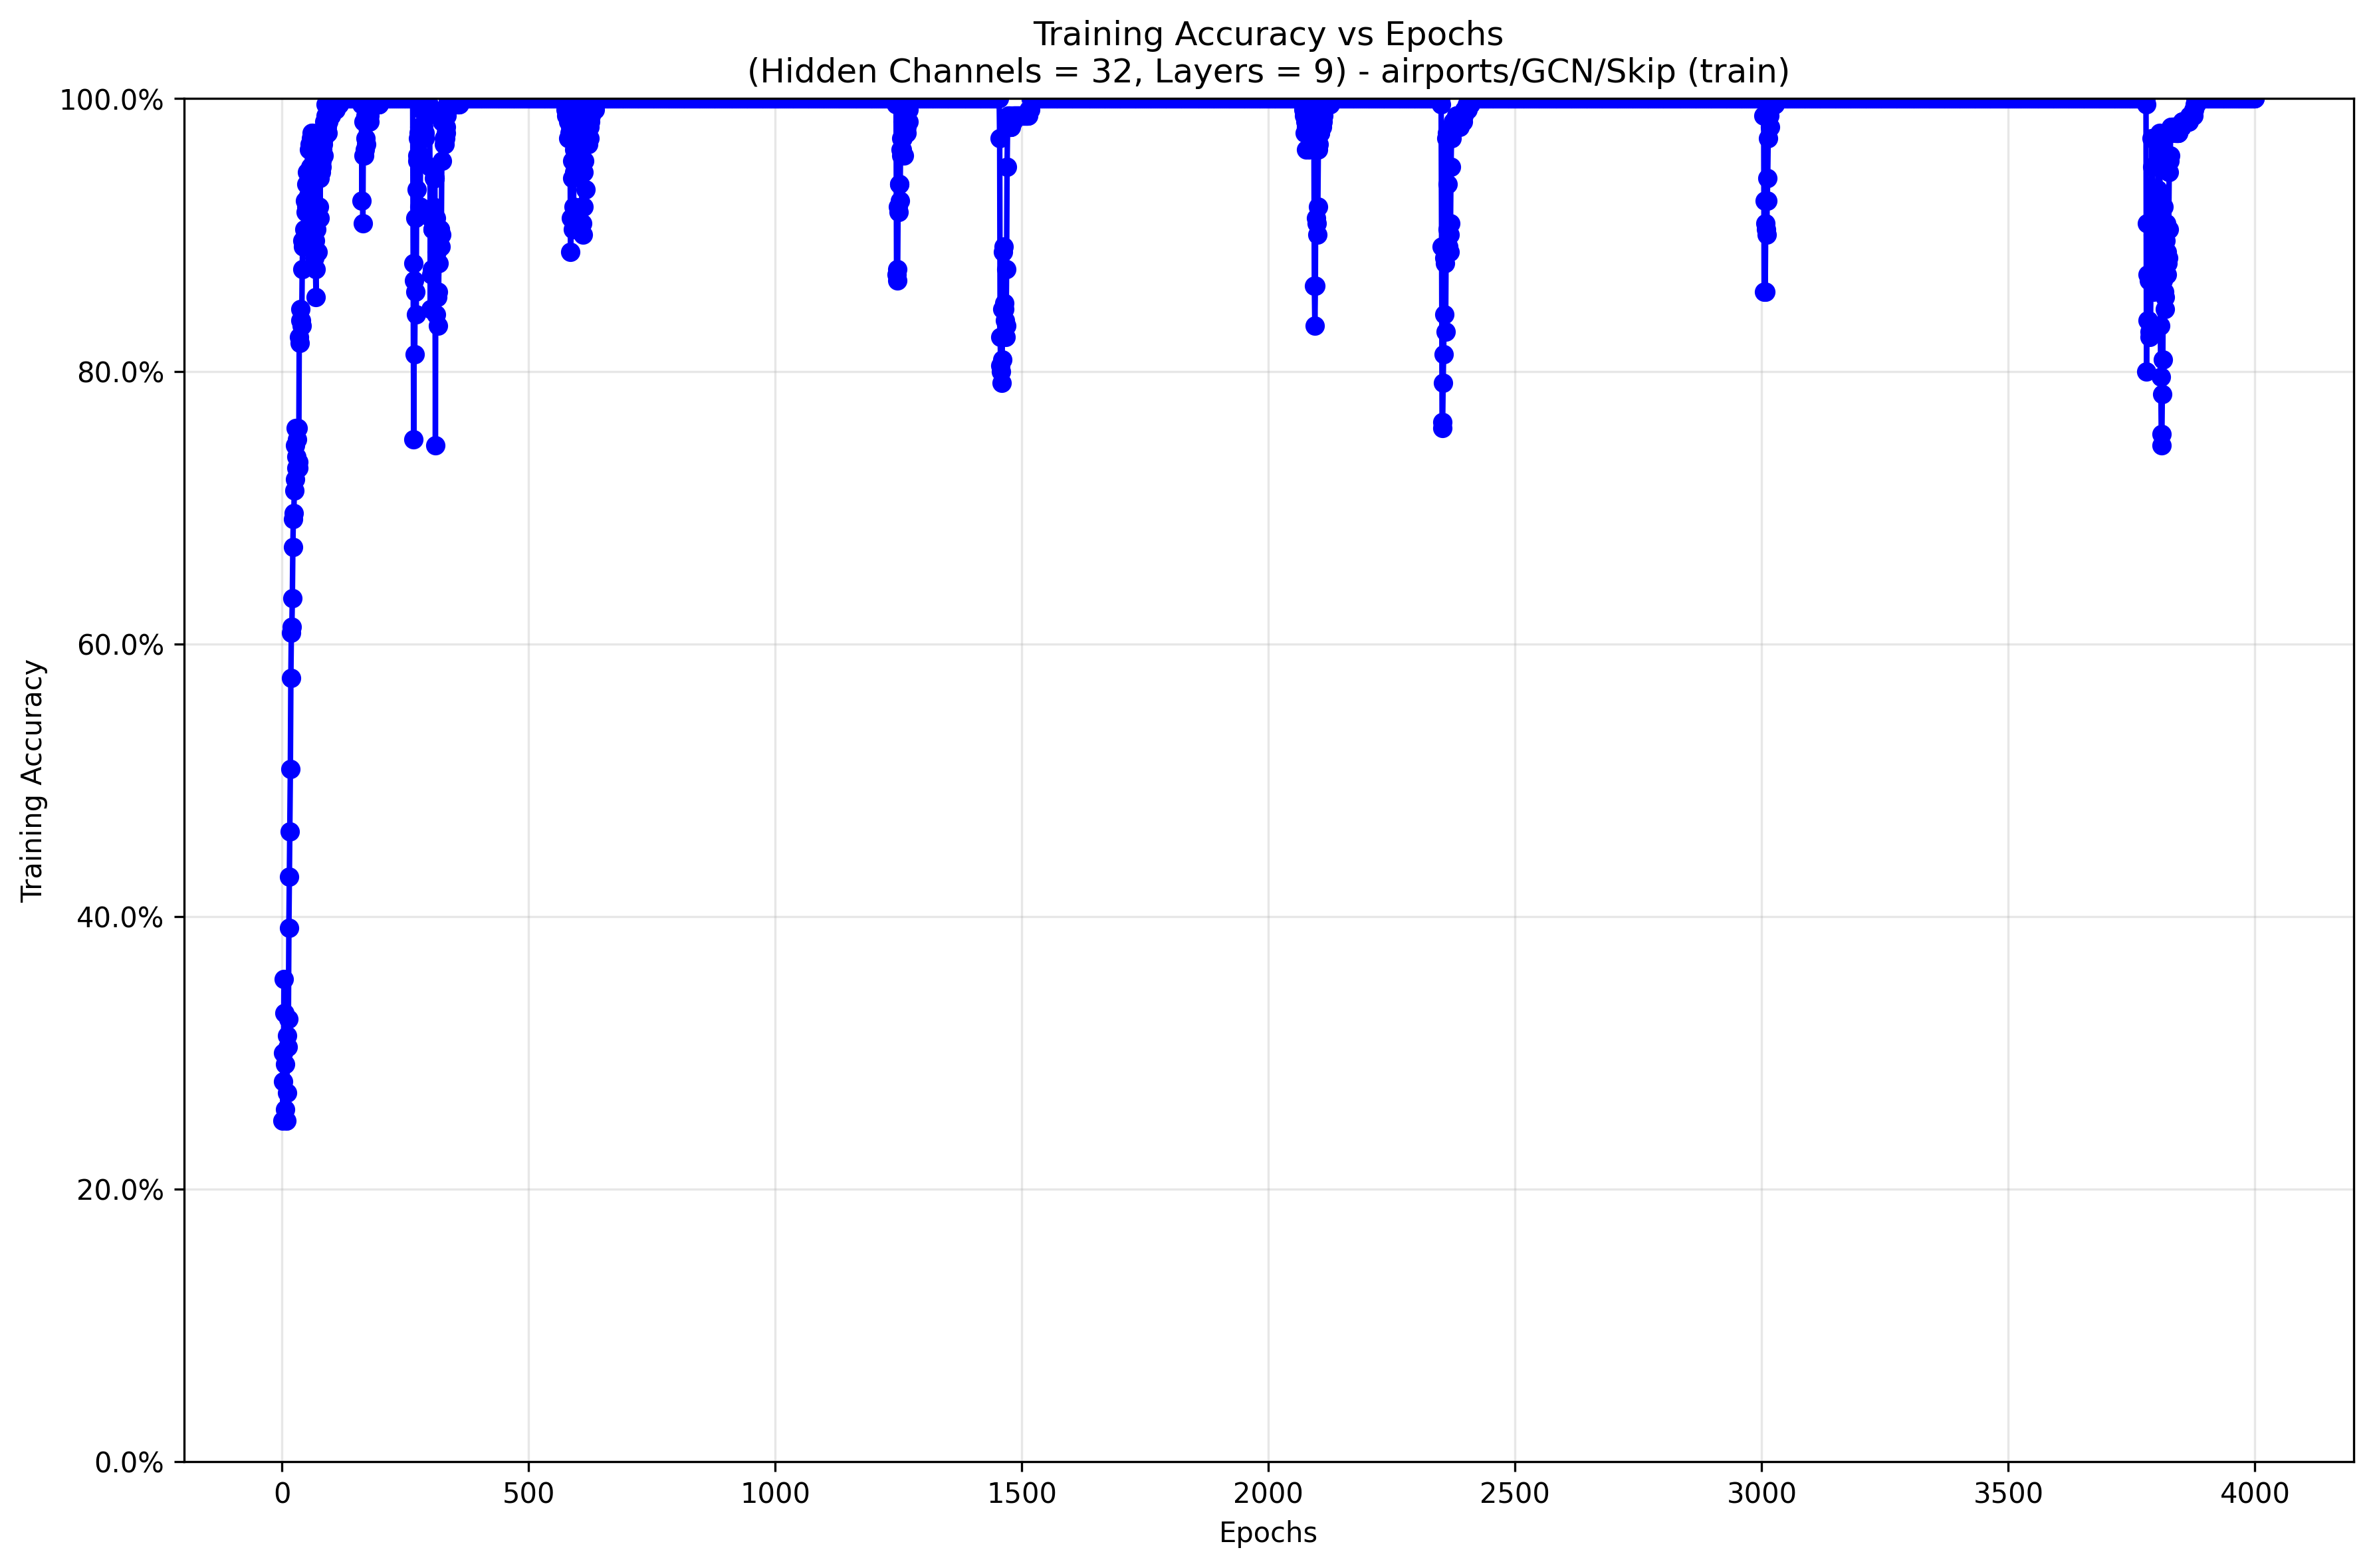 Training Accuracy vs Epochs
(Hidden Channels = 32, Layers = 9) - airports/GCN/Skip (train)
100.0%
80.0%
60.0%
40.0%
20.0%
0.0%
Training Accuracy
0 500 1000 1500 2000 2500 3000 3500 4000
Epochs